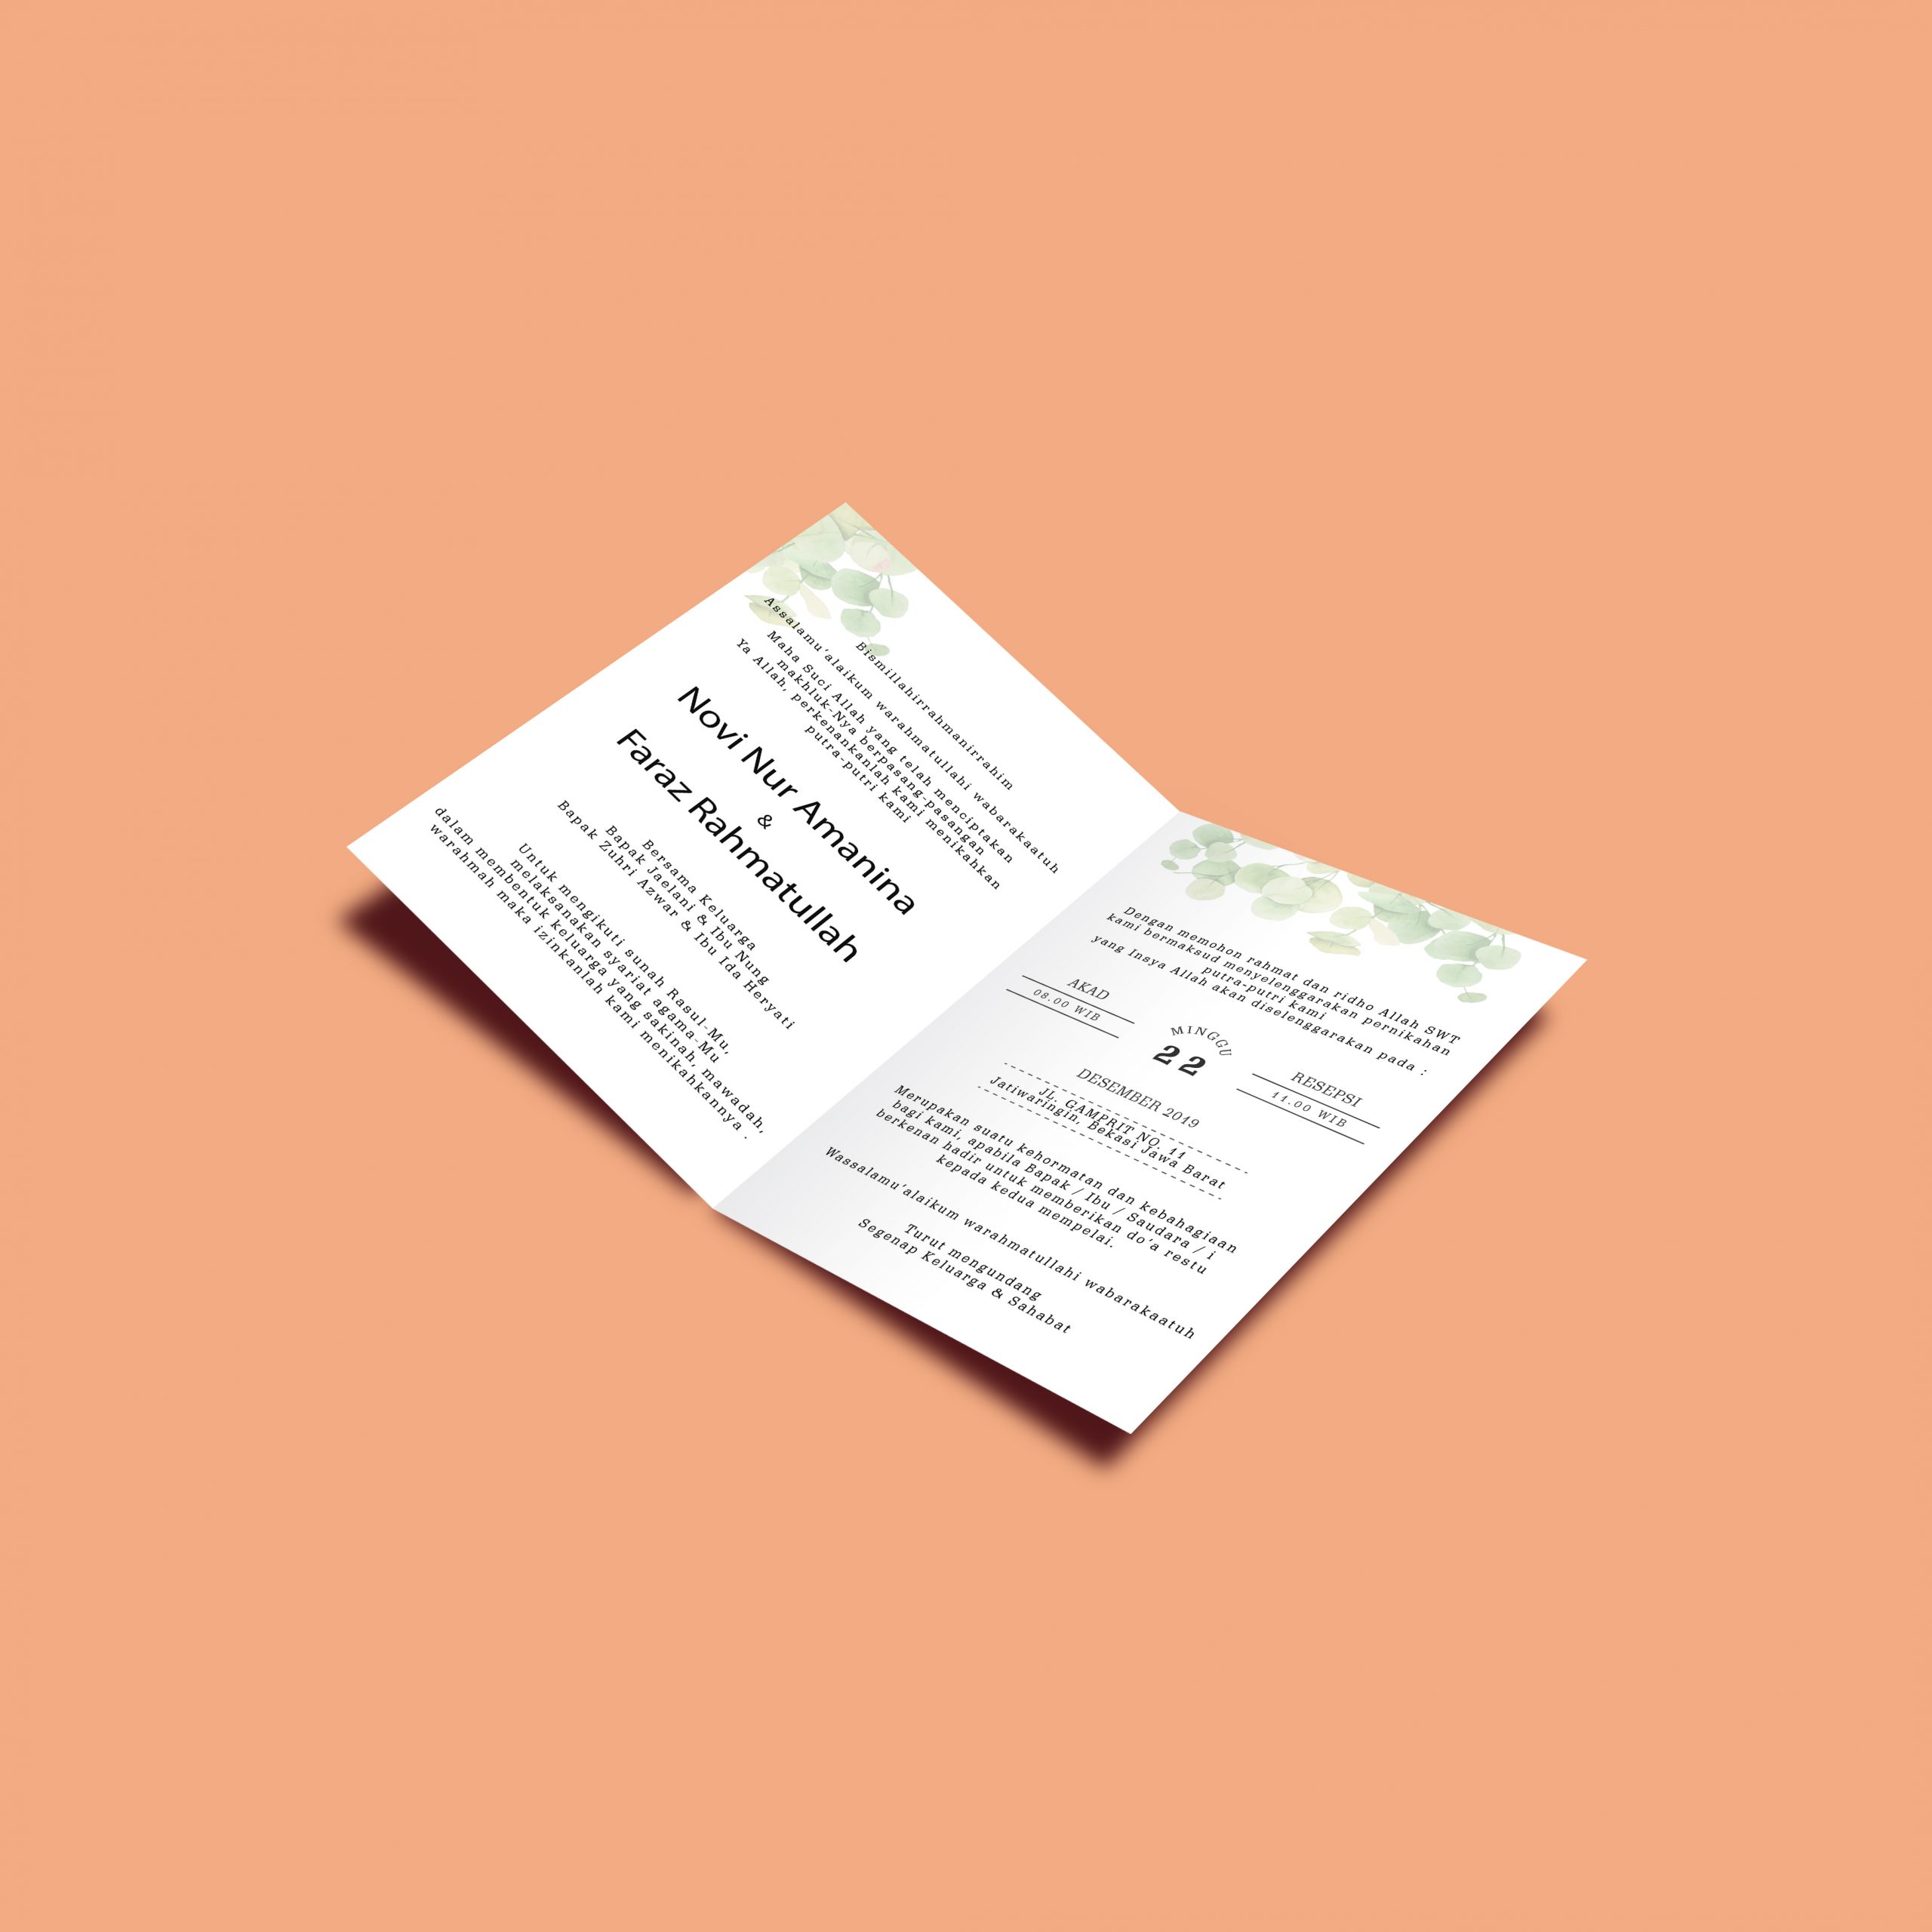 Bismillahirrahmanirrahim
Assalamu'alaikum warahmatullahi wabarakaatuh
Maha Suci Allah yang telah menciptakan
makhluk-Nya berpasang-pasangan
Ya Allah, perkenankanlah kami menikahkan
putra-putri kami
Novi Nur Amanina
&
Faraz Rahmatullah
Bersama Keluarga
Bapak Jaelani & Ibu Nung
Bapak Zuhri Azwar & Ibu Ida Heryati
Untuk mengikuti sunah Rasul-Mu,
melaksanakan syariat agama-Mu
dalam membentuk keluarga yang sakinah, mawadah,
warahmah maka izinkanlah kami menikahkannya .
Dengan memohon rahmat dan ridho Allah SWT
kami bermaksud menyelenggarakan pernikahan
putra-putri kami
yang Insya Allah akan diselenggarakan pada :
AKAD
08.00 WIB
MINGGU
22
DESEMBER 2019
RESEPSI
11.00 WIB
JL. GAMPRIT NO. 11
Jatiwaringin, Bekasi Jawa Barat
Merupakan suatu kehormatan dan kebahagiaan
bagi kami, apabila Bapak / Ibu / Saudara / i
berkenan hadir untuk memberikan do'a restu
kepada kedua mempelai.
Wassalamu'alaikum warahmatullahi wabarakaatuh
Turut mengundang
Segenap Keluarga & Sahabat